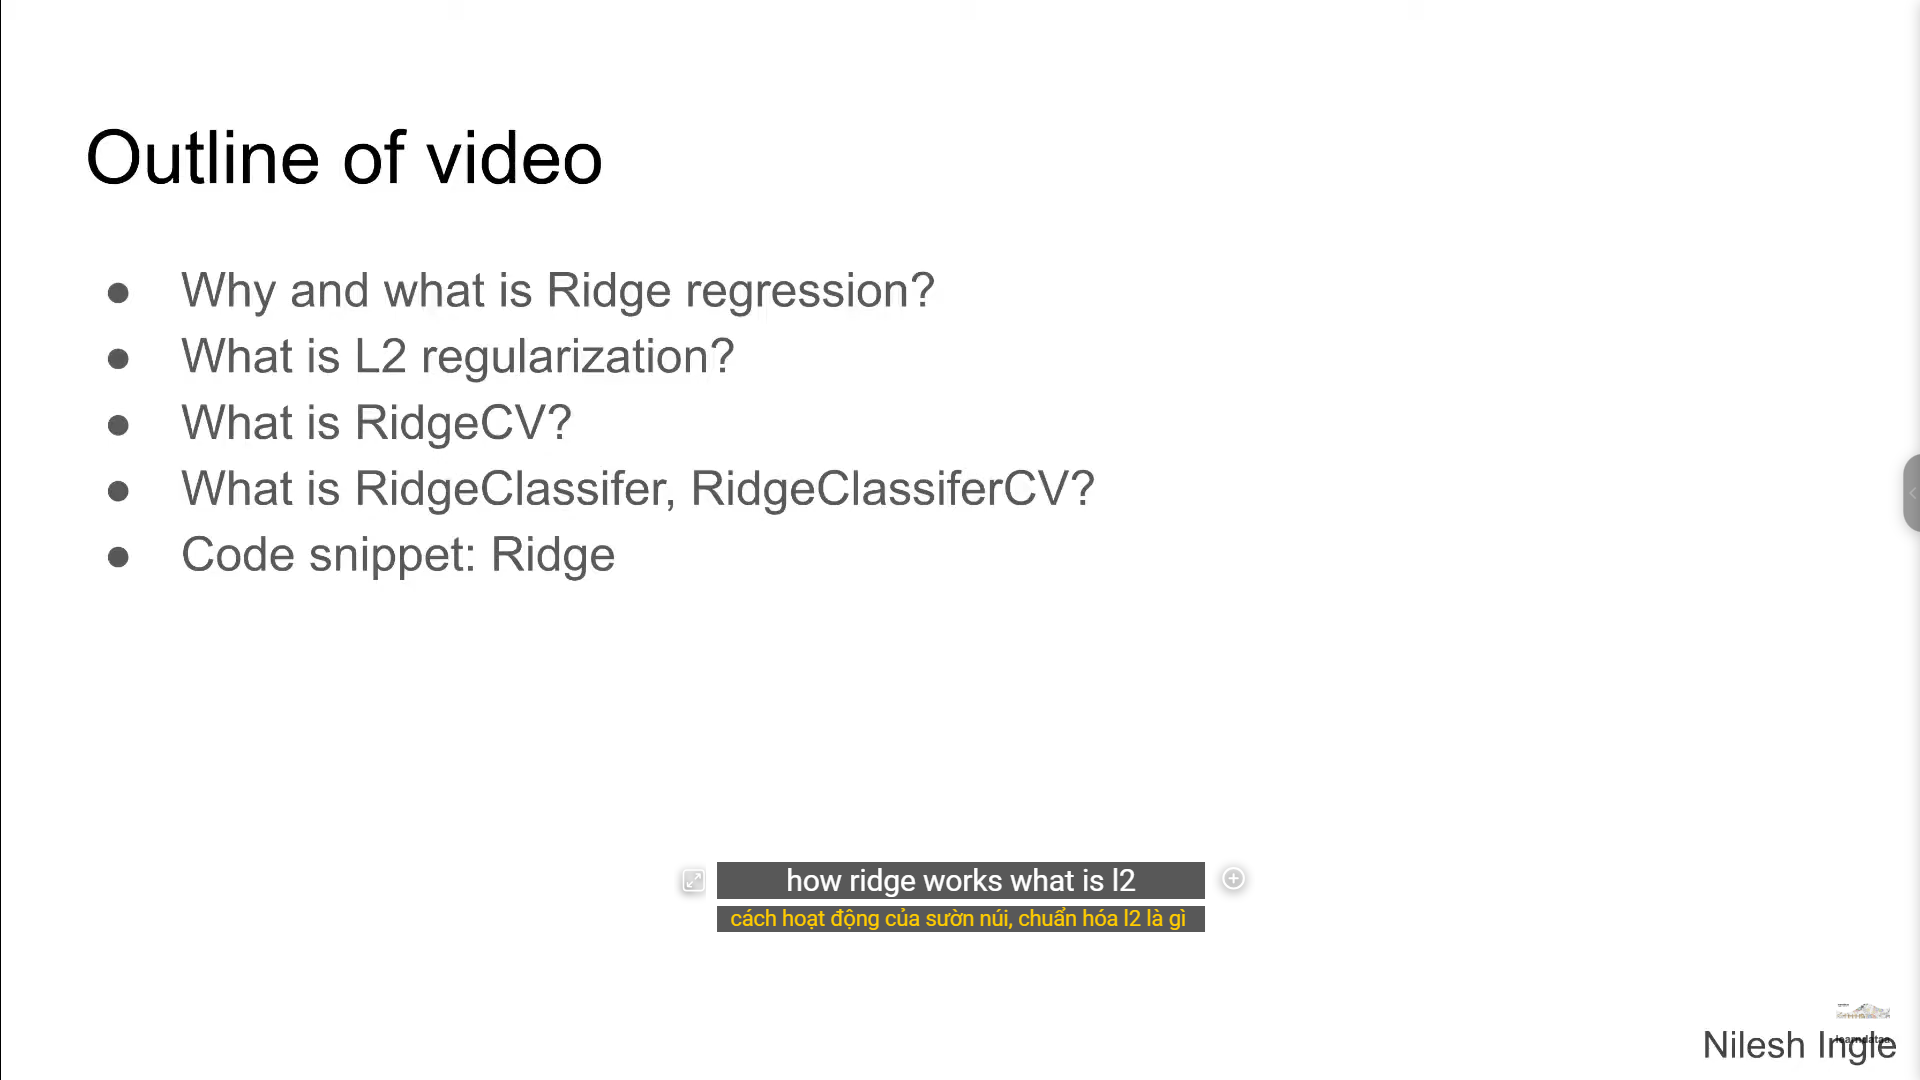 Outline of video
● Why and what is Ridge regression?
● What is L2 regularization?
● What is RidgeCV?
● What is RidgeClassifer, RidgeClassiferCV?
● Code snippet: Ridge
how ridge works what is l2
cách hoạt động của sườn núi, chuẩn hóa l2 là gì
Nilesh Ingle